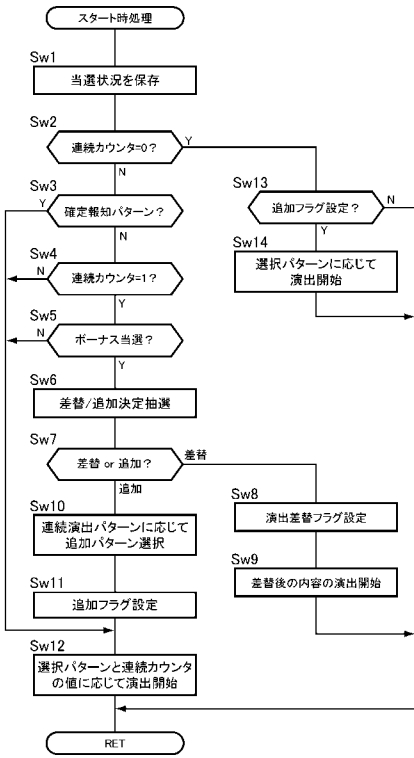 スタート時処理
Sw1
当選状況を保存
Sw2
連続カウンタ=0？
Y
N
Sw3
Y
確定報知パターン？
N
Sw13
追加フラグ設定？
N
Y
Sw14
選択パターンに応じて
演出開始
Sw4
N
連続カウンタ=1？
Y
Sw5
N
ボーナス当選？
Y
Sw6
差替/追加決定抽選
Sw7
差替 or 追加？
差替
追加
Sw8
演出差替フラグ設定
Sw9
差替後の内容の演出開始
Sw10
連続演出パターンに応じて
追加パターン選択
Sw11
追加フラグ設定
Sw12
選択パターンと連続カウンタ
の値に応じて演出開始
RET